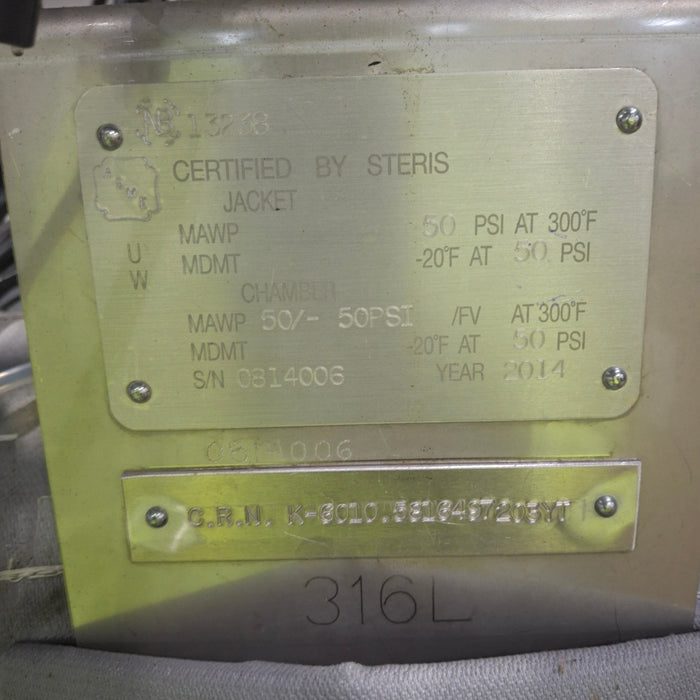 NB 13238
ASME
CERTIFIED BY STERIS
JACKET
MAWP 50 PSI AT 300°F
U MDMT -20°F AT 50 PSI
W
CHAMBER
MAWP 50/- 50PSI /FV AT 300°F
MDMT -20°F AT 50 PSI
S/N 0814006 YEAR 2014
0814006
C.R.N.
316L